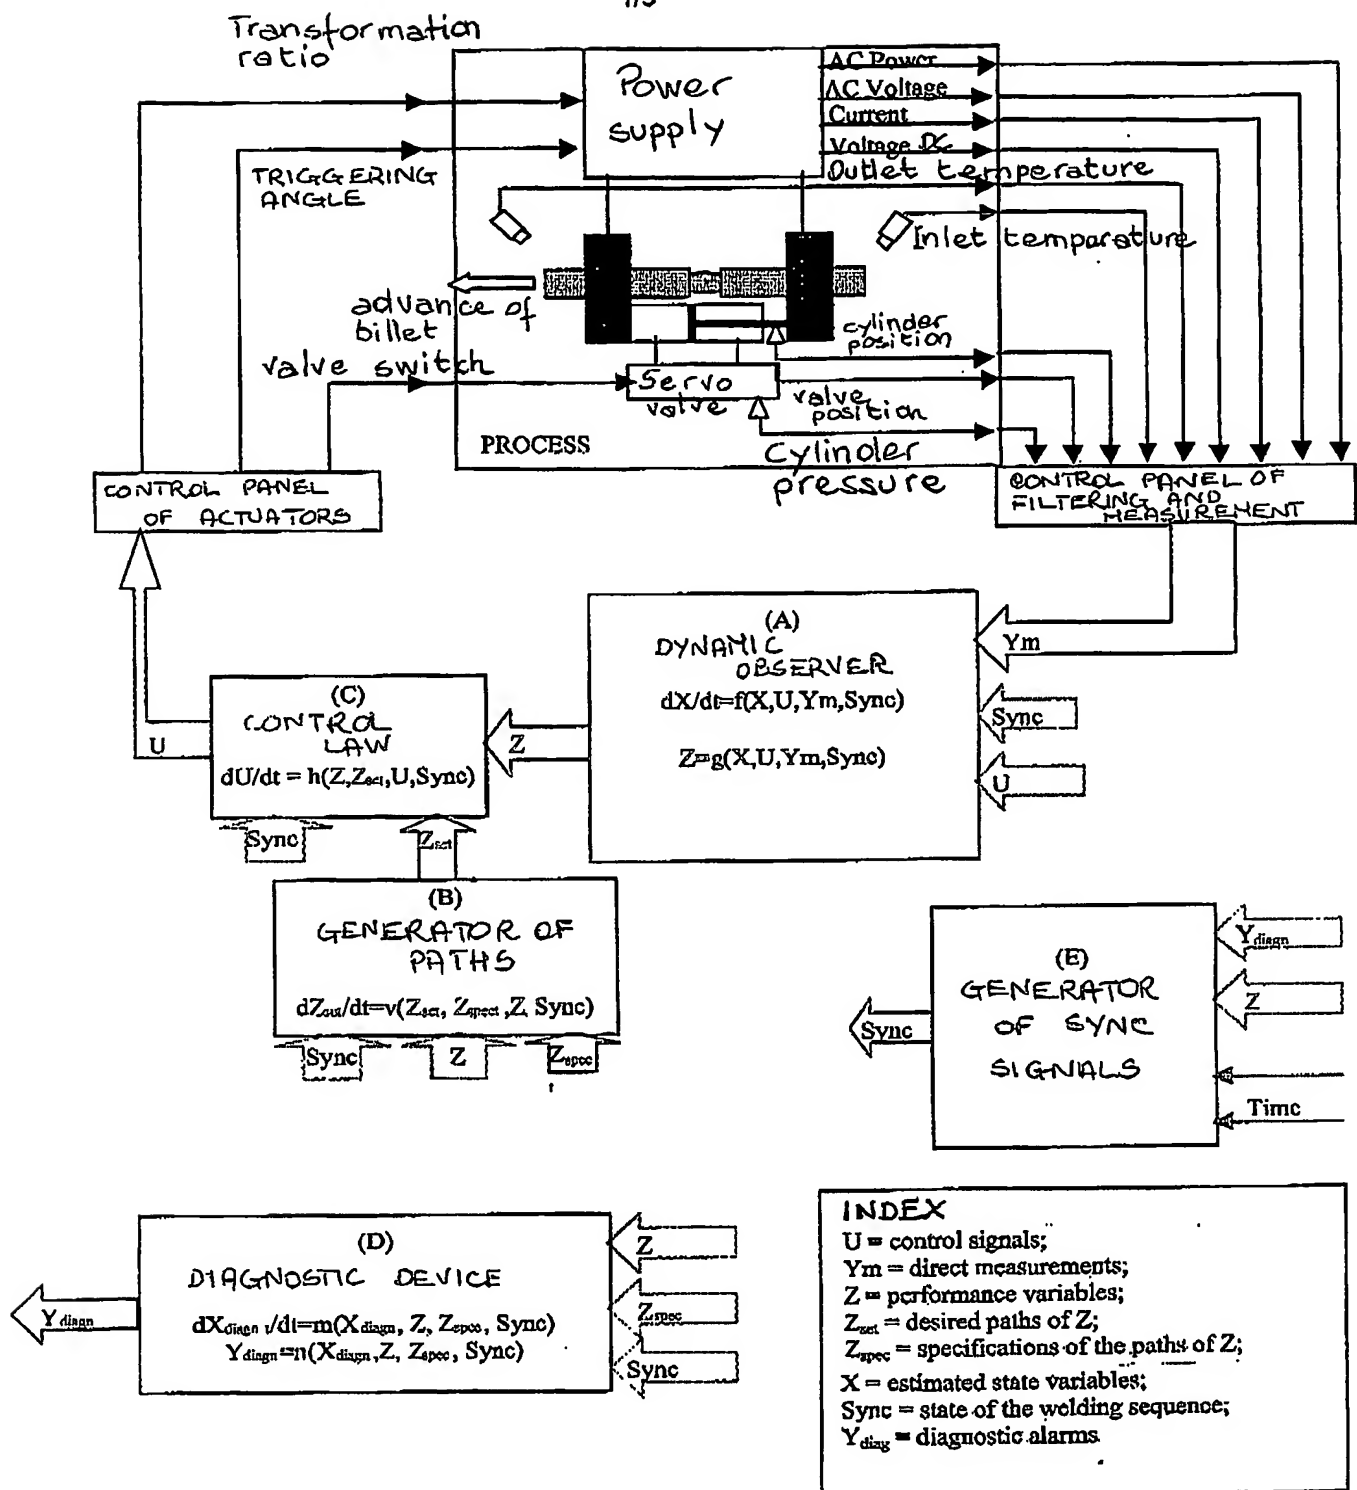 1/3
Transformation
ratio
Power
supply
AC Power
AC Voltage
Current
Voltage DC
Outlet temperature
TRIGGERING
ANGLE
Inlet temparature
advance of
billet
cylinder
position
valve switch
Servo
valve
valve
position
PROCESS
Cylinder
pressure
CONTROL PANEL
OF ACTUATORS
CONTROL PANEL OF
FILTERING AND
MEASUREMENT
(A)
DYNAMIC
OBSERVER
dX/dt=f(X,U,Ym,Sync)
Z=g(X,U,Ym,Sync)
Ym
Sync
U
(C)
CONTROL
LAW
dU/dt = h(Z,Zset,U,Sync)
U
Z
Sync
Zset
(B)
GENERATOR OF
PATHS
dZset/dt=v(Zset, Zspect, Z, Sync)
Sync
Z
Zspec
(E)
GENERATOR
OF SYNC
SIGNALS
Ydiagn
Z
Sync
Time
(D)
DIAGNOSTIC DEVICE
dXdiagn /dt=m(Xdiagn, Z, Zspec, Sync)
Ydiagn=n(Xdiagn,Z, Zspec, Sync)
Ydiagn
Z
Zspec
Sync
INDEX
U = control signals;
Ym = direct measurements;
Z = performance variables;
Zset = desired paths of Z;
Zspec = specifications of the paths of Z;
X = estimated state variables;
Sync = state of the welding sequence;
Ydiag = diagnostic alarms